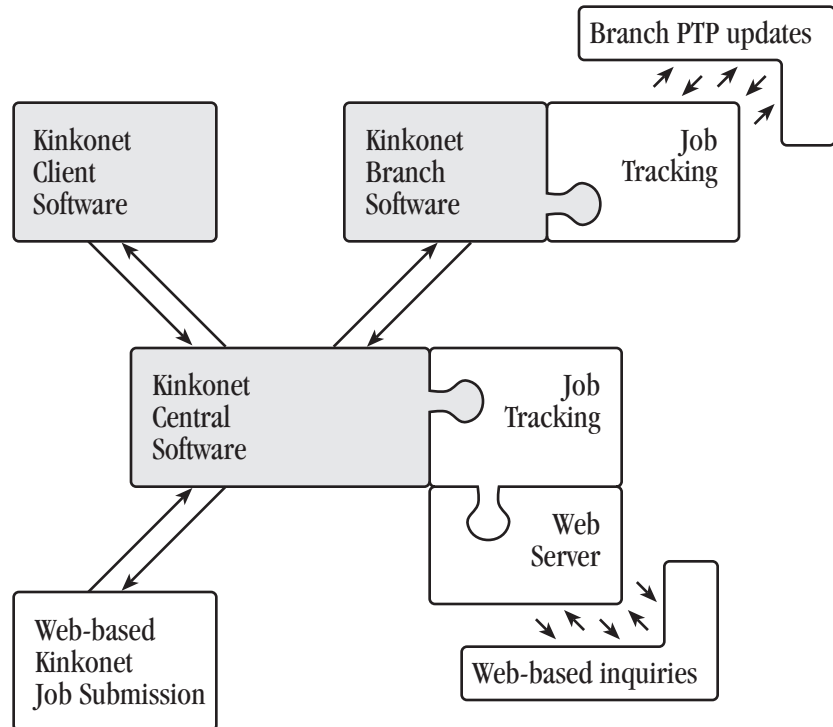 Branch PTP updates
Kinkonet
Client
Software
Kinkonet
Branch
Software
Job
Tracking
Kinkonet
Central
Software
Job
Tracking
Web
Server
Web-based
Kinkonet
Job Submission
Web-based inquiries